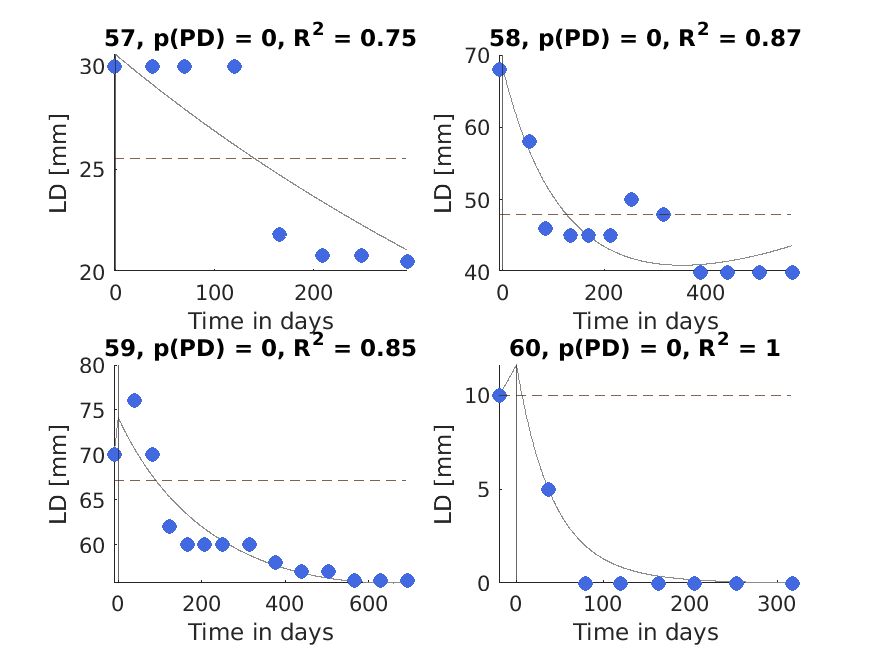 57, p(PD) = 0, R² = 0.75
30
25
20
LD [mm]
0 100 200
Time in days
58, p(PD) = 0, R² = 0.87
70
60
50
40
LD [mm]
0 200 400
Time in days
59, p(PD) = 0, R² = 0.85
80
75
70
65
60
LD [mm]
0 200 400 600
Time in days
60, p(PD) = 0, R² = 1
10
5
0
LD [mm]
0 100 200 300
Time in days